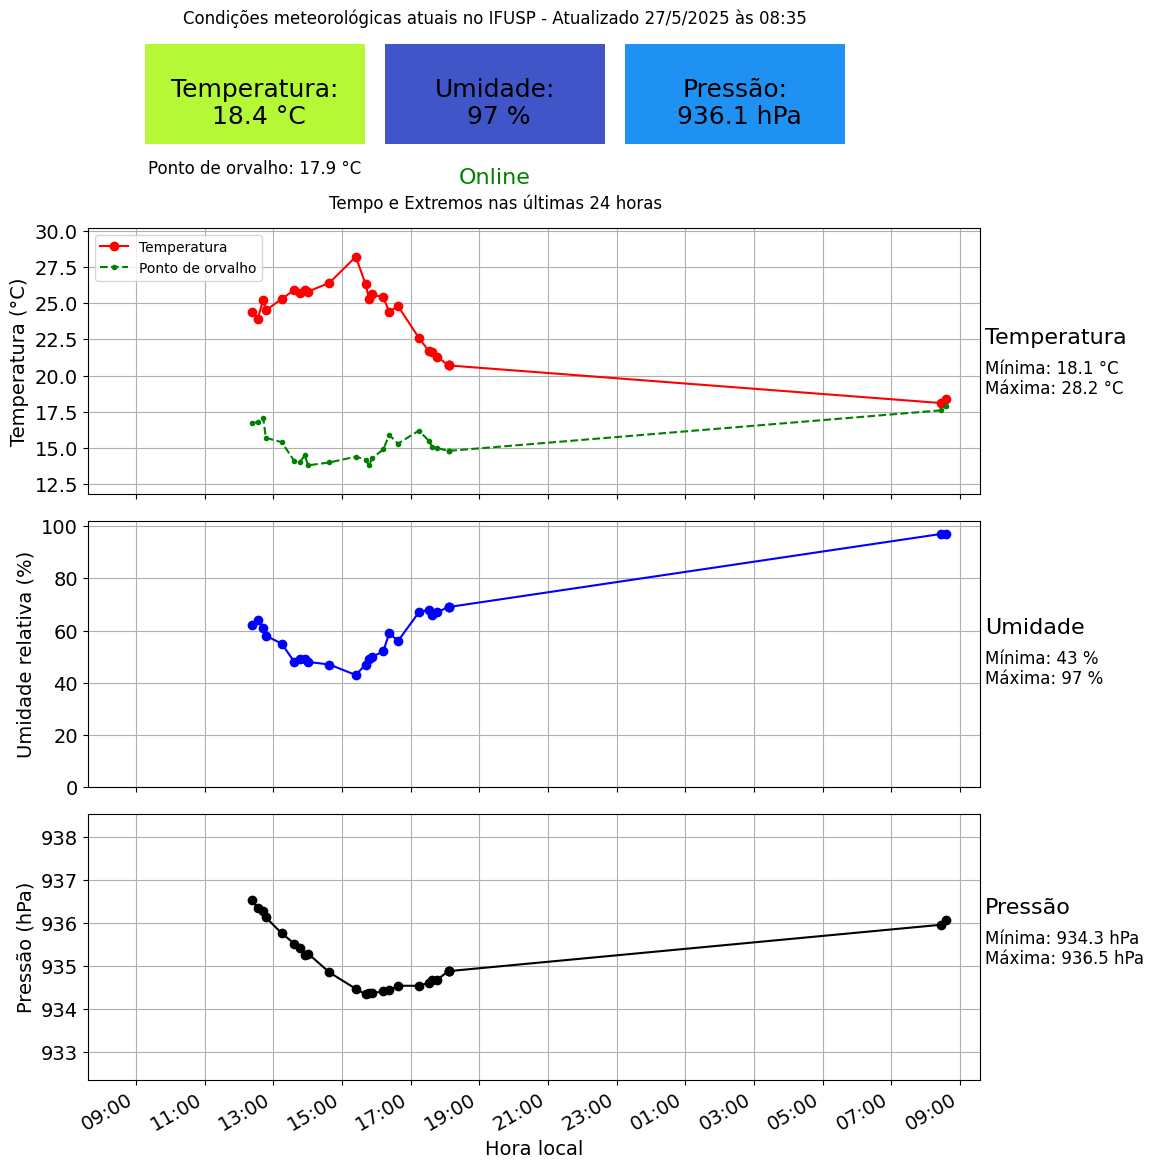 Condições meteorológicas atuais no IFUSP - Atualizado 27/5/2025 às 08:35
Temperatura:
18.4 °C
Umidade:
97 %
Pressão:
936.1 hPa
Ponto de orvalho: 17.9 °C
Online
Tempo e Extremos nas últimas 24 horas
Temperatura
Ponto de orvalho
30.0
27.5
25.0
22.5
20.0
17.5
15.0
12.5
Temperatura (°C)
Temperatura
Mínima: 18.1 °C
Máxima: 28.2 °C
100
80
60
40
20
0
Umidade relativa (%)
Umidade
Mínima: 43 %
Máxima: 97 %
938
937
936
935
934
933
Pressão (hPa)
Pressão
Mínima: 934.3 hPa
Máxima: 936.5 hPa
09:00
11:00
13:00
15:00
17:00
19:00
21:00
23:00
01:00
03:00
05:00
07:00
09:00
Hora local